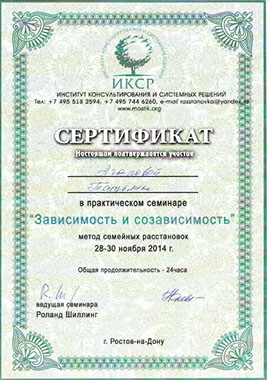 ИКСР
ИНСТИТУТ КОНСУЛЬТИРОВАНИЯ И СИСТЕМНЫХ РЕШЕНИЙ
Тел: +7 495 518 2594, +7 495 744 6260, e-mail rasstanovka@yandex.ru
www.mostik.org
СЕРТИФИКАТ
Настоящим подтверждается участие
Татьяны
в практическом семинаре
"Зависимость и созависимость"
метод семейных расстановок
28-30 ноября 2014 г.
Общая продолжительность - 24часа
ведущая семинара
Роланд Шиллинг
г. Ростов-на-Дону